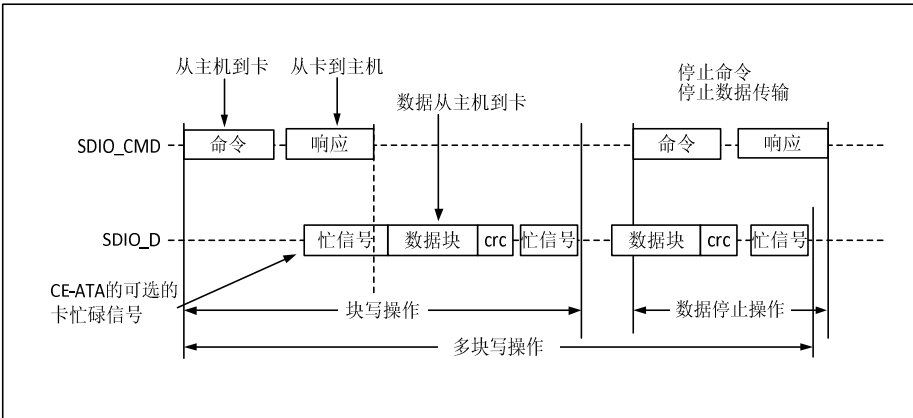 从主机到卡
从卡到主机
停止命令
停止数据传输
数据从主机到卡
SDIO_CMD
命令
响应
命令
响应
SDIO_D
忙信号
数据块
crc
忙信号
数据块
crc
忙信号
CE-ATA的可选的
卡忙碌信号
块写操作
数据停止操作
多块写操作